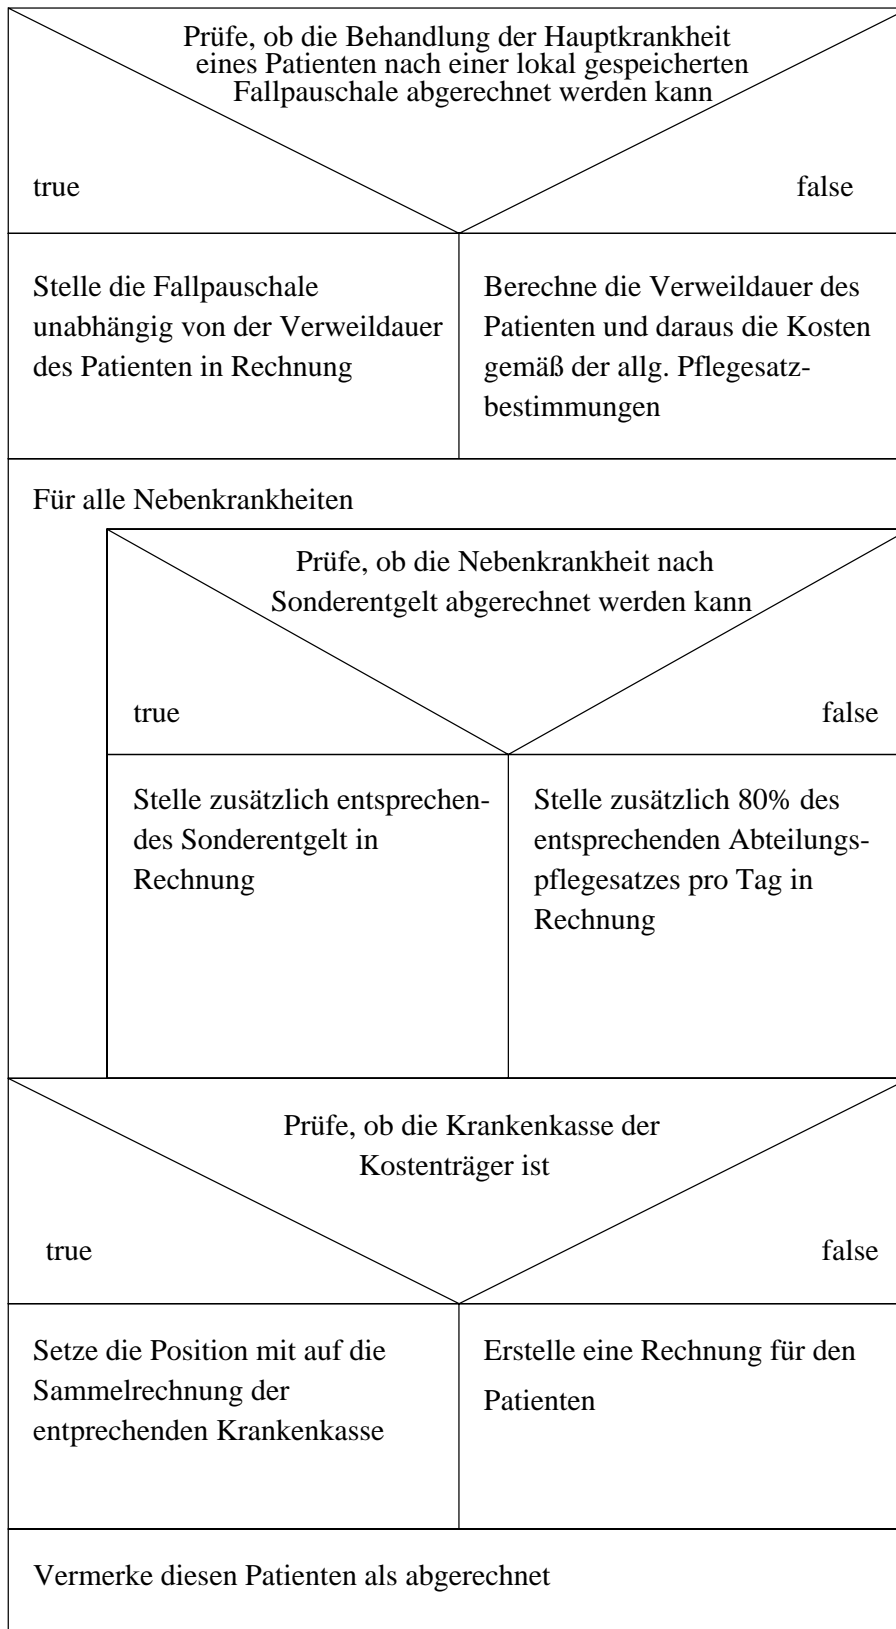 Prüfe, ob die Behandlung der Hauptkrankheit
eines Patienten nach einer lokal gespeicherten
Fallpauschale abgerechnet werden kann
true
false
Stelle die Fallpauschale
unabhängig von der Verweildauer
des Patienten in Rechnung
Berechne die Verweildauer des
Patienten und daraus die Kosten
gemäß der allg. Pflegesatz-
bestimmungen
Für alle Nebenkrankheiten
Prüfe, ob die Nebenkrankheit nach
Sonderentgelt abgerechnet werden kann
true
false
Stelle zusätzlich entsprechen-
des Sonderentgelt in
Rechnung
Stelle zusätzlich 80% des
entsprechenden Abteilungs-
pflegesatzes pro Tag in
Rechnung
Prüfe, ob die Krankenkasse der
Kostenträger ist
true
false
Setze die Position mit auf die
Sammelrechnung der
entprechenden Krankenkasse
Erstelle eine Rechnung für den
Patienten
Vermerke diesen Patienten als abgerechnet